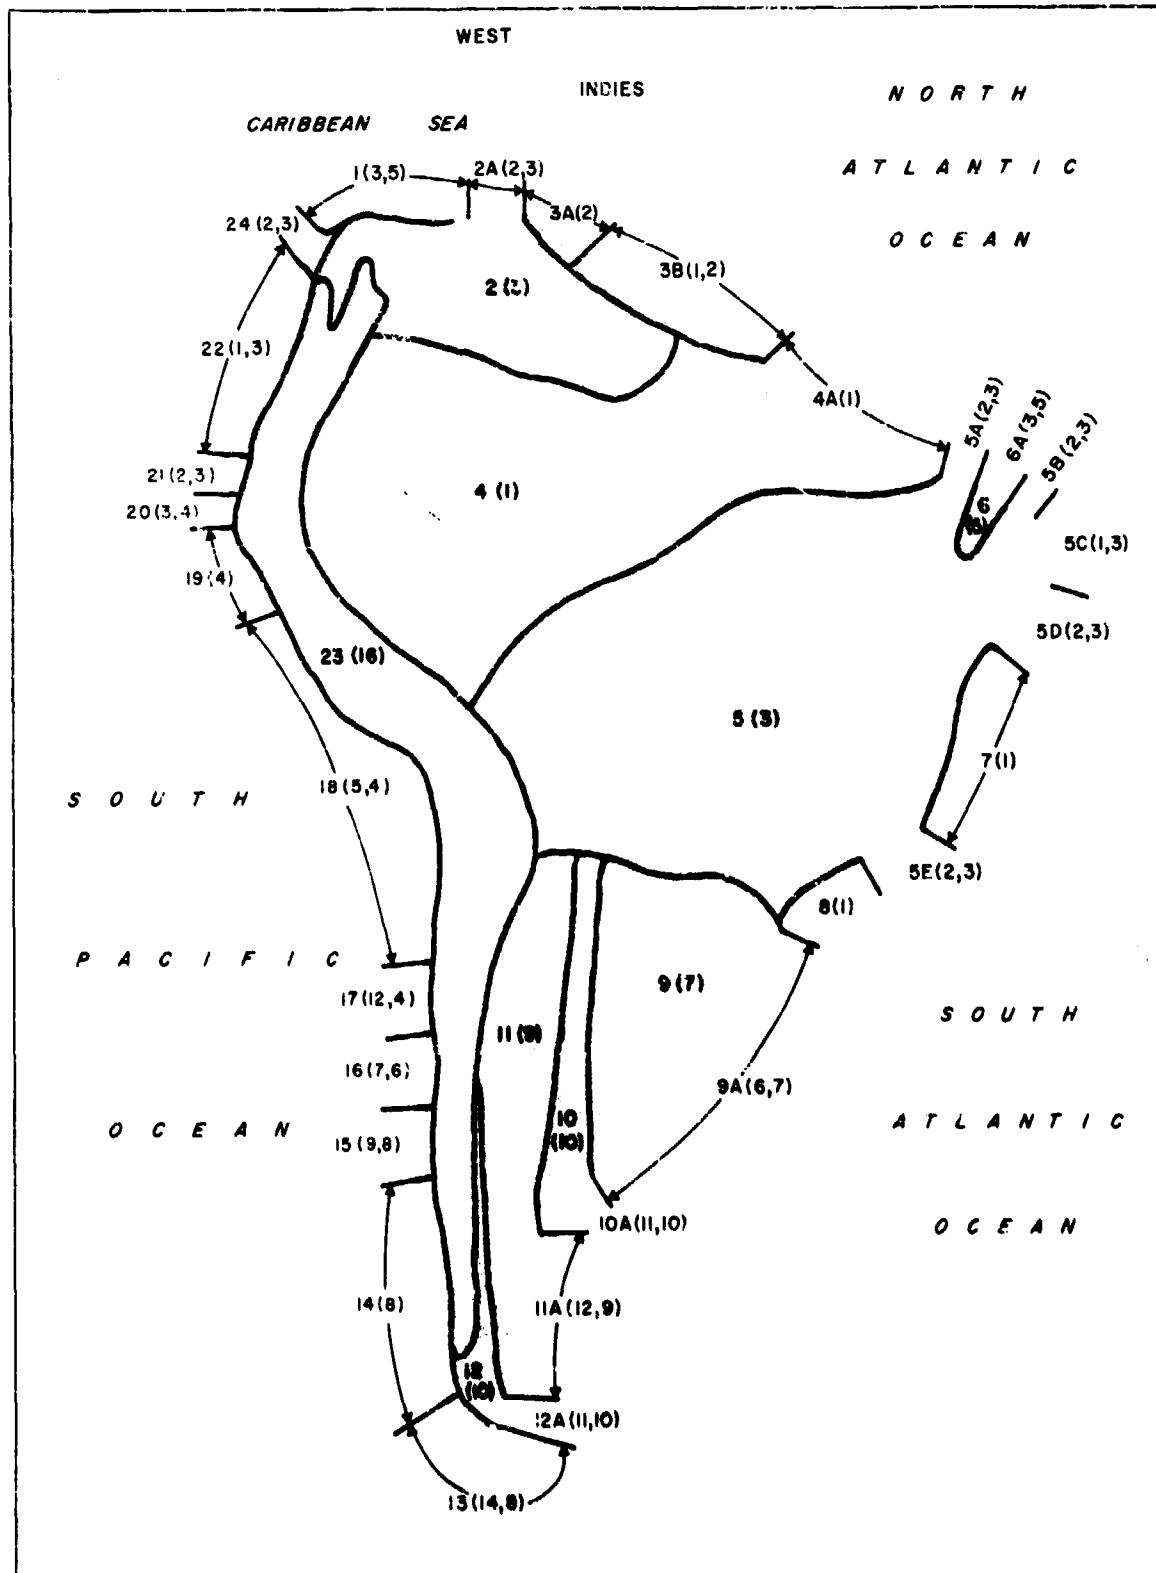 WEST
INDIES
NORTH
CARIBBEAN SEA
ATLANTIC
OCEAN
1(3,5)
2A(2,3)
3A(2)
24(2,3)
3B(1,2)
22(1,3)
4A(1)
5A(2,3)
6A(3,5)
5B(2,3)
21(2,3)
4(1)
20(3,4)
6
5C(1,3)
19(4)
5D(2,3)
23(16)
5(3)
7(1)
18(5,4)
SOUTH
5E(2,3)
8(1)
PACIFIC
9(7)
17(12,4)
SOUTH
16(7,6)
9A(6,7)
10
(10)
ATLANTIC
OCEAN
15(9,8)
10A(11,10)
OCEAN
14(8)
11A(12,9)
12
(10)
12A(11,10)
13(14,8)